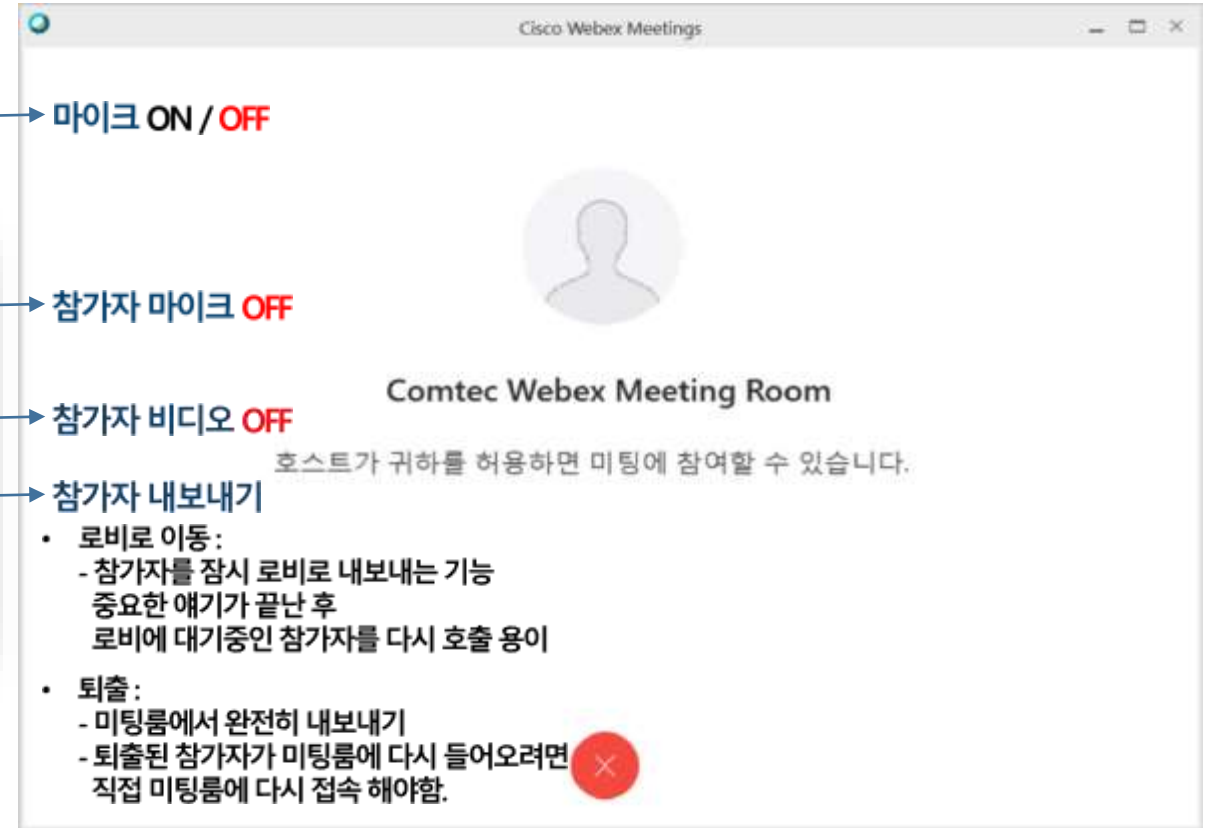 Cisco Webex Meetings
마이크 ON / OFF
참가자 마이크 OFF
Comtec Webex Meeting Room
참가자 비디오 OFF
호스트가 귀하를 허용하면 미팅에 참여할 수 있습니다.
참가자 내보내기
• 로비로 이동 :
- 참가자를 잠시 로비로 내보내는 기능
중요한 얘기가 끝난 후
로비에 대기중인 참가자를 다시 호출 용이
• 퇴출 :
- 미팅룸에서 완전히 내보내기
- 퇴출된 참가자가 미팅룸에 다시 들어오려면
직접 미팅룸에 다시 접속 해야함.